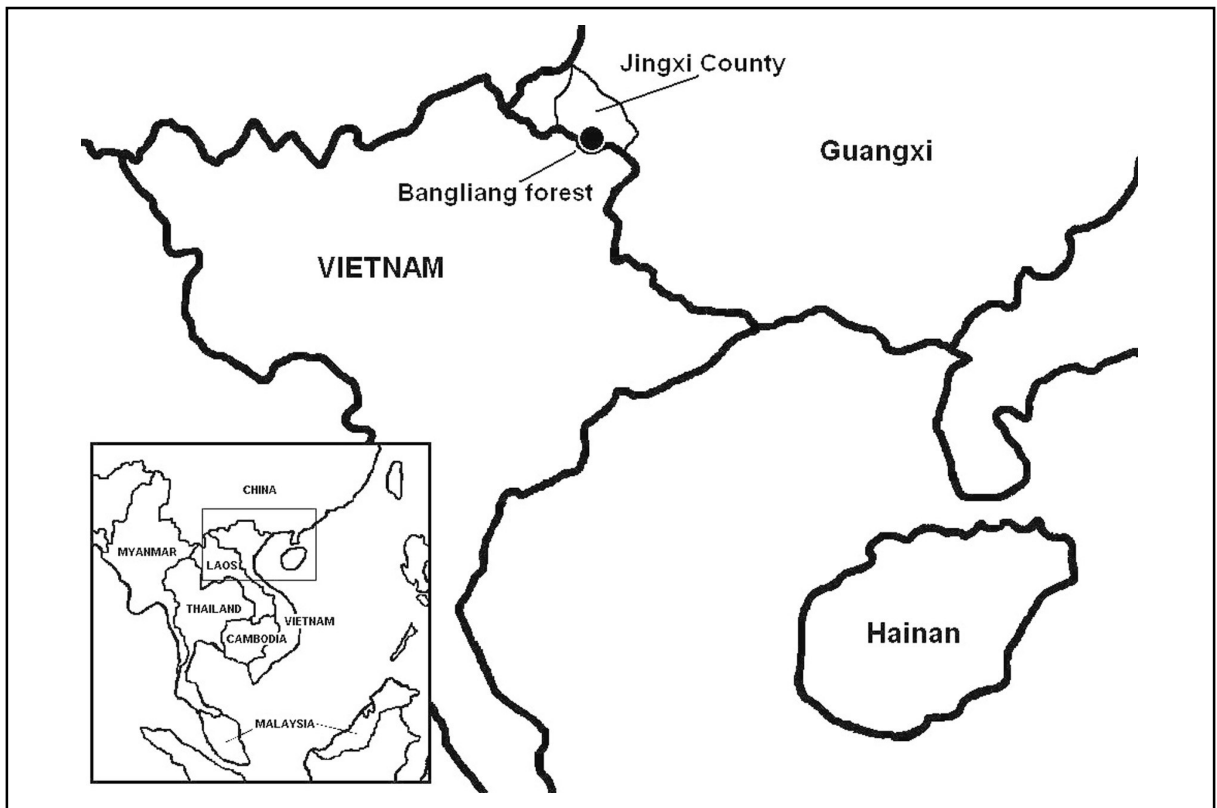 Jingxi County
Guangxi
Bangliang forest
VIETNAM
Hainan
CHINA
MYANMAR
LAOS
THAILAND
VIETNAM
CAMBODIA
MALAYSIA